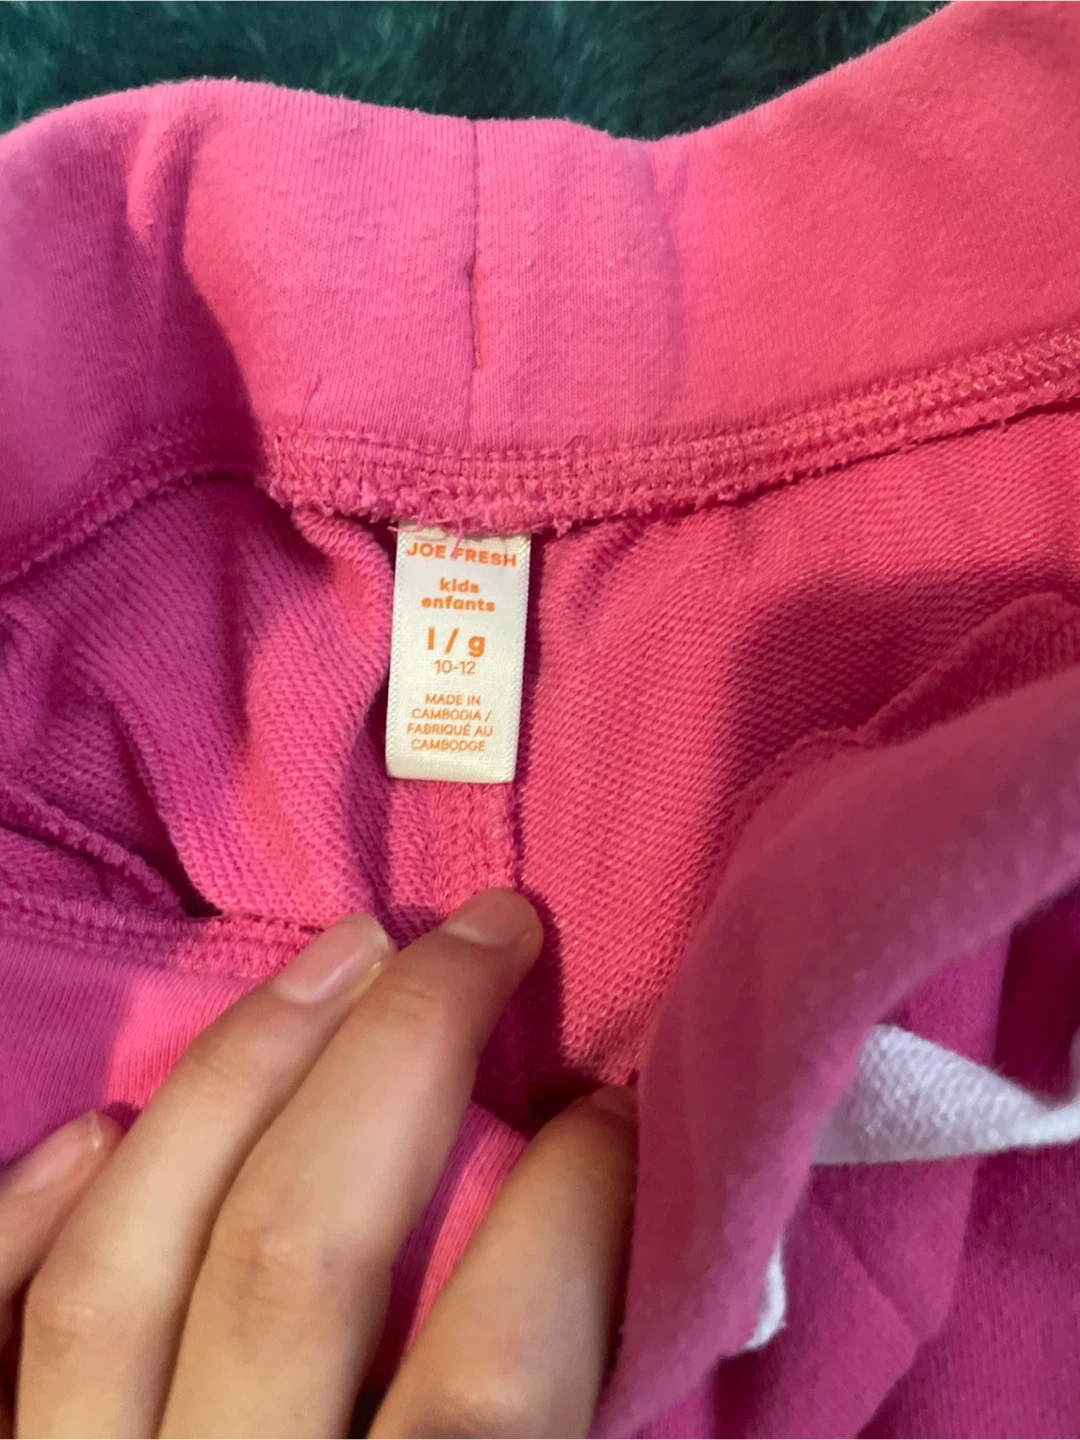 JOE FRESH
kids
enfants
l / g
10-12
MADE IN
CAMBODIA /
FABRIQUÉ AU
CAMBODGE